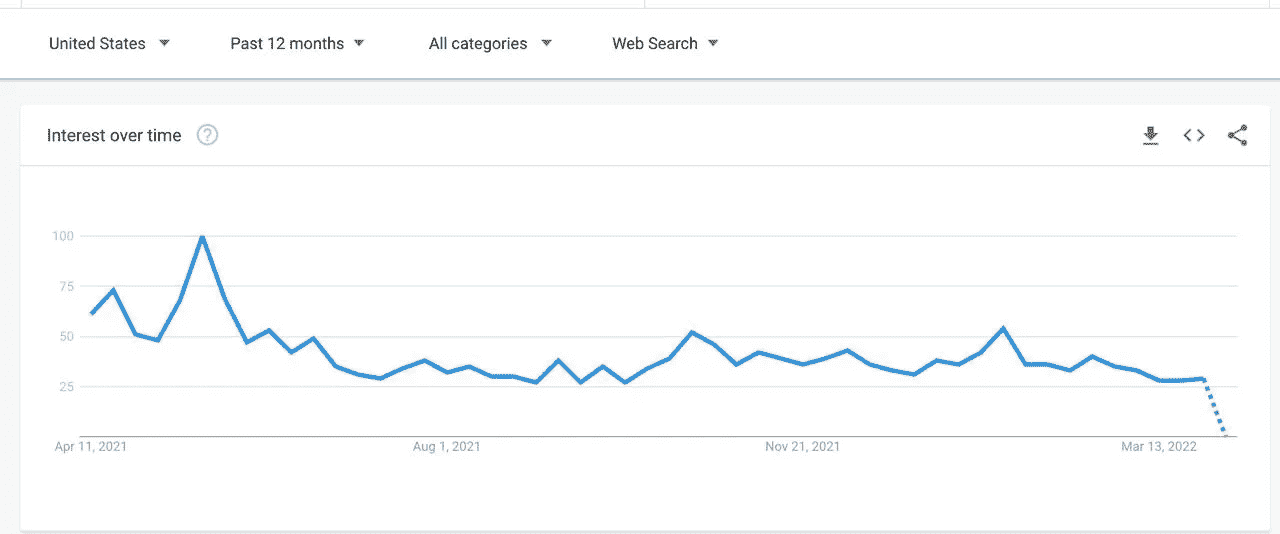 United States Past 12 months All categories Web Search
Interest over time ?
100
75
50
25
Apr 11, 2021 Aug 1, 2021 Nov 21, 2021 Mar 13, 2022